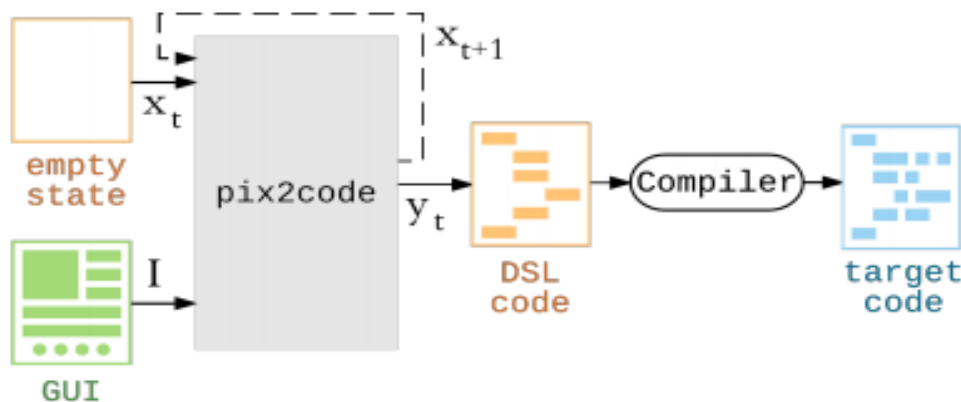 x_t+1
x_t
empty
state
pix2code
y_t
Compiler
I
DSL
code
target
code
GUI